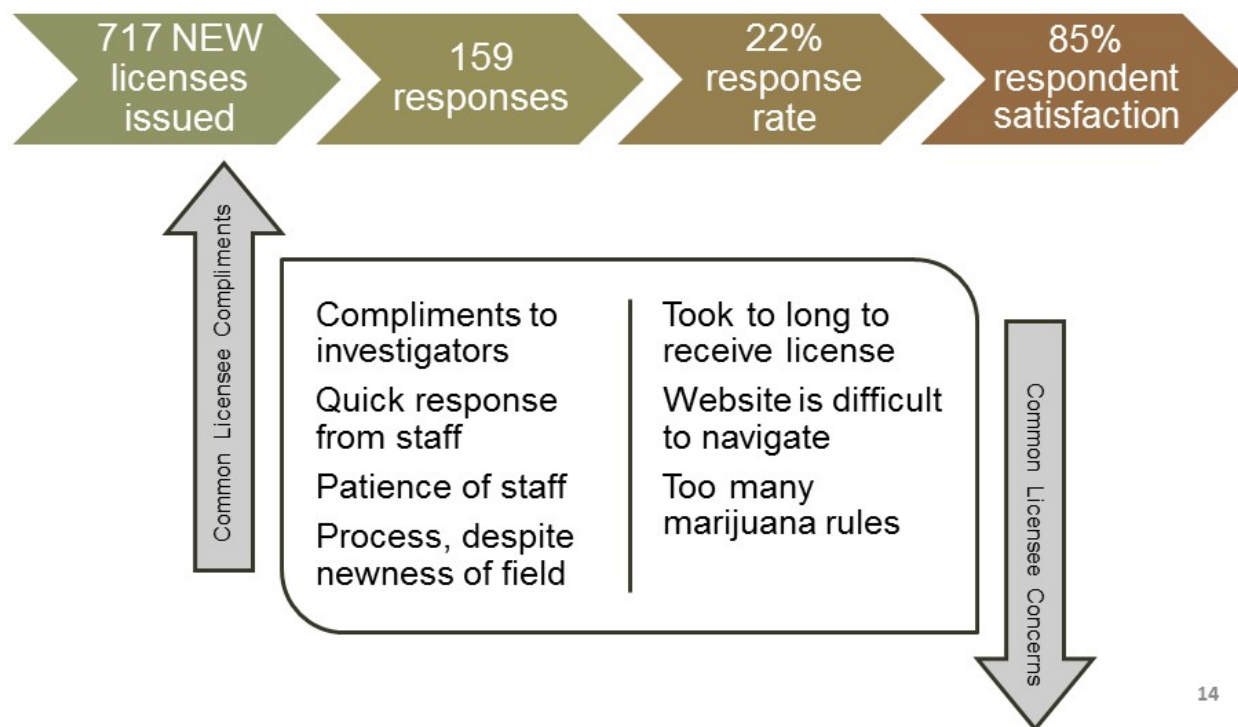 717 NEW
licenses
issued
159
responses
22%
response
rate
85%
respondent
satisfaction
Common Licensee Compliments
Compliments to
investigators
Quick response
from staff
Patience of staff
Process, despite
newness of field
Took to long to
receive license
Website is difficult
to navigate
Too many
marijuana rules
Common Licensee Concerns
14